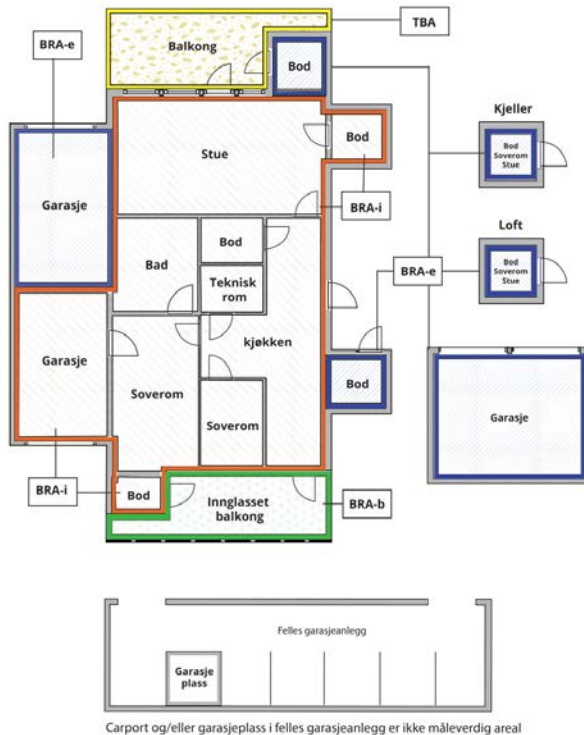 TBA
BRA-e
Balkong
Bod
Kjeller
Bod
Soverom
Stue
Stue
Bod
BRA-i
Garasje
Loft
Bod
Soverom
Stue
Bad
Bod
Teknisk
rom
BRA-e
kjøkken
Garasje
Soverom
Soverom
Bod
Garasje
BRA-i
Bod
Innglasset
balkong
BRA-b
Felles garasjeanlegg
Garasje
plass
Carport og/eller garasjeplass i felles garasjeanlegg er ikke måleverdig areal